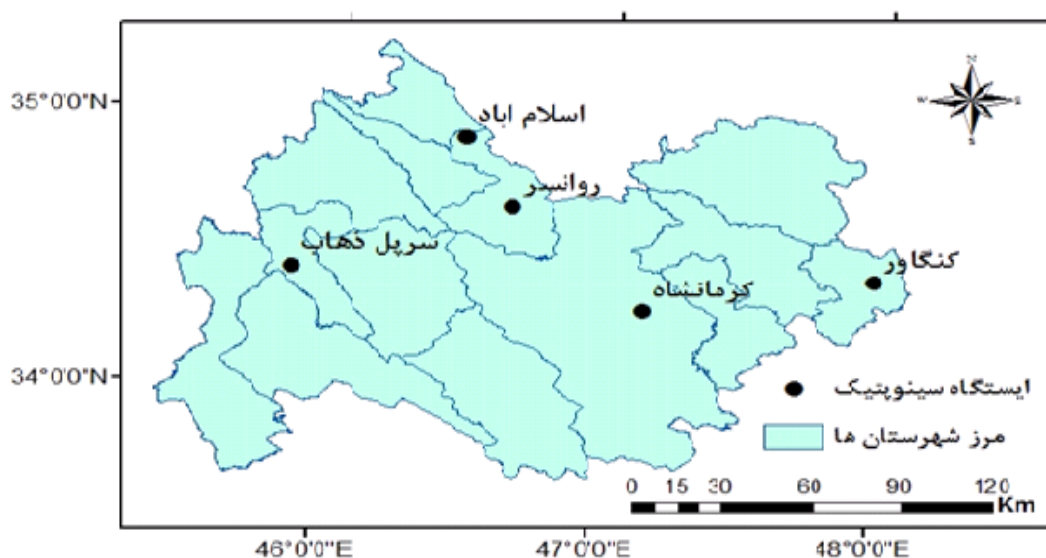 N
W
E
S
35°0'0"N
اسلام اباد
روانسر
سرپل ذهاب
کنگاور
کرمانشاه
34°0'0"N
ایستگاه سینوپتیک
مرز شهرستان ها
0 15 30 60 90 120
Km
46°0'0"E 47°0'0"E 48°0'0"E